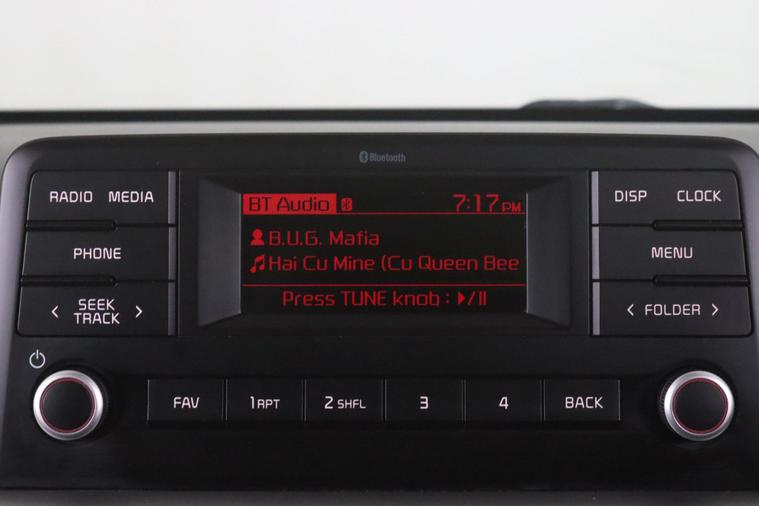 Bluetooth
RADIO MEDIA
PHONE
< SEEK TRACK >
BT Audio 7:17 PM
B.U.G. Mafia
Hai Cu Mine (Cu Queen Bee
Press TUNE knob : ▶/II
DISP CLOCK
MENU
< FOLDER >
FAV 1 RPT 2 SHFL 3 4 BACK